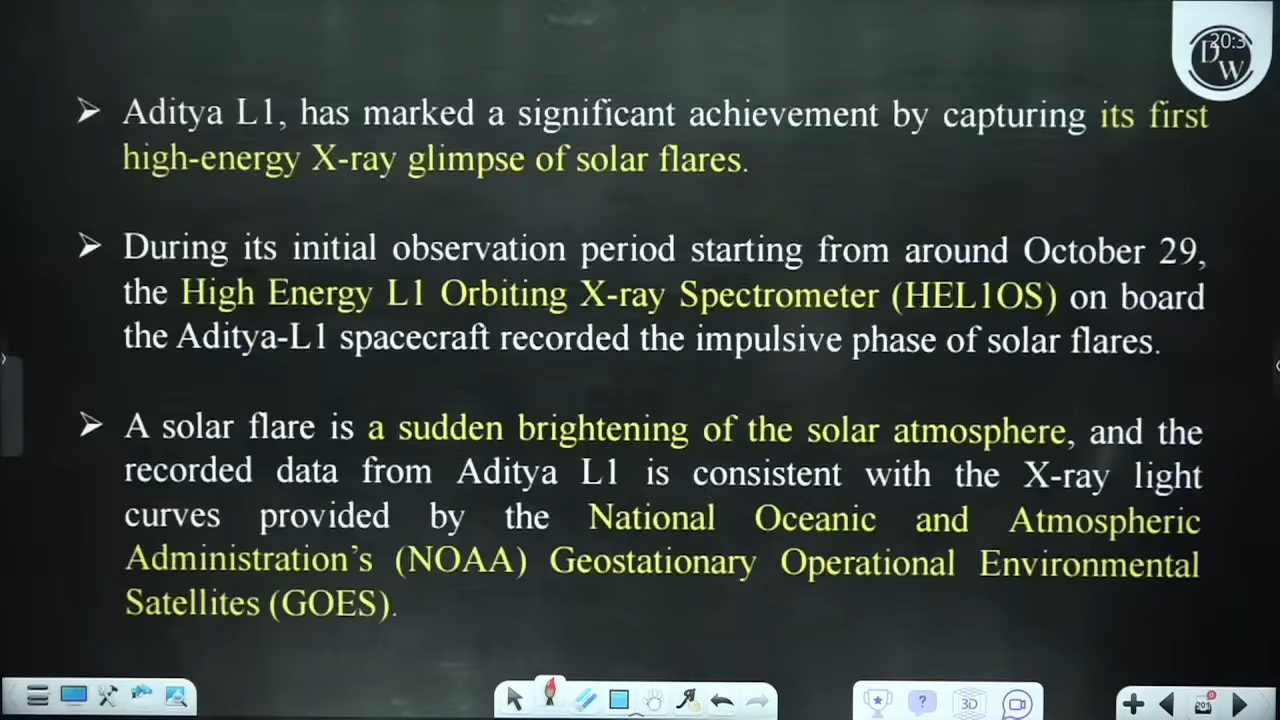 20:3
D
W
➢ Aditya L1, has marked a significant achievement by capturing its first
high-energy X-ray glimpse of solar flares.
➢ During its initial observation period starting from around October 29,
the High Energy L1 Orbiting X-ray Spectrometer (HEL1OS) on board
the Aditya-L1 spacecraft recorded the impulsive phase of solar flares.
➢ A solar flare is a sudden brightening of the solar atmosphere, and the
recorded data from Aditya L1 is consistent with the X-ray light
curves provided by the National Oceanic and Atmospheric
Administration's (NOAA) Geostationary Operational Environmental
Satellites (GOES).
3D
201